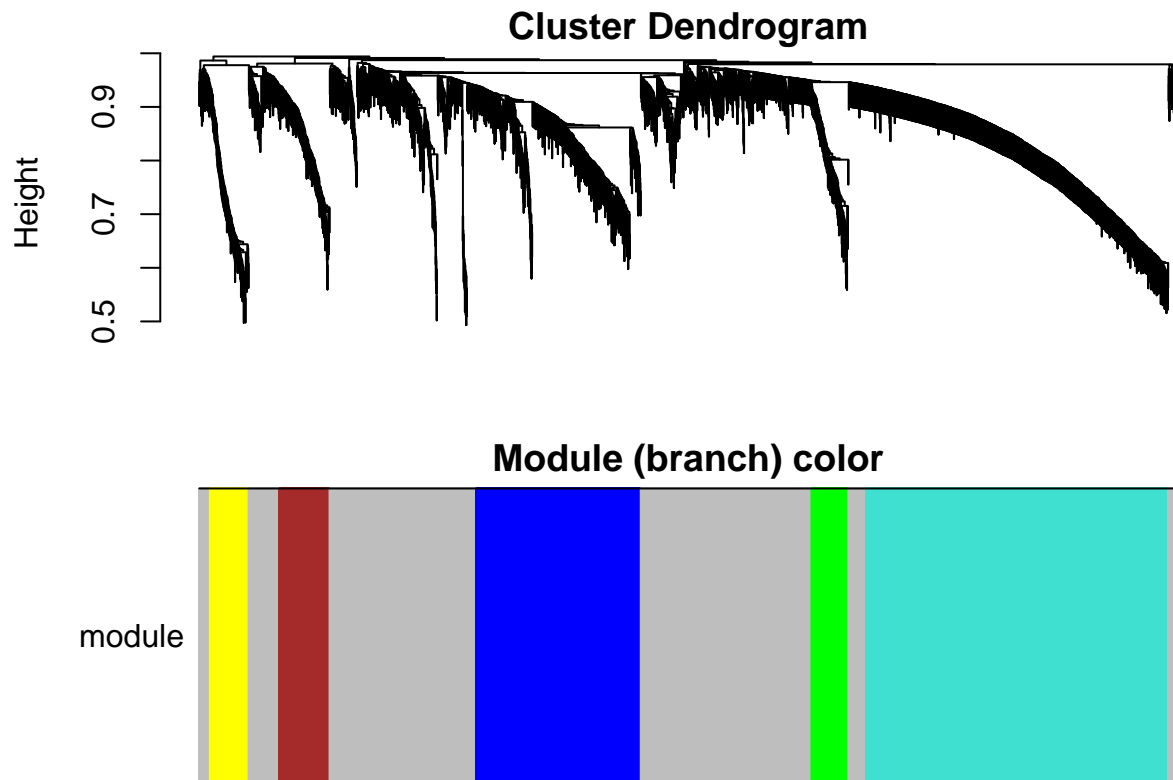 Cluster Dendrogram
Height
0.9
0.7
0.5
Module (branch) color
module